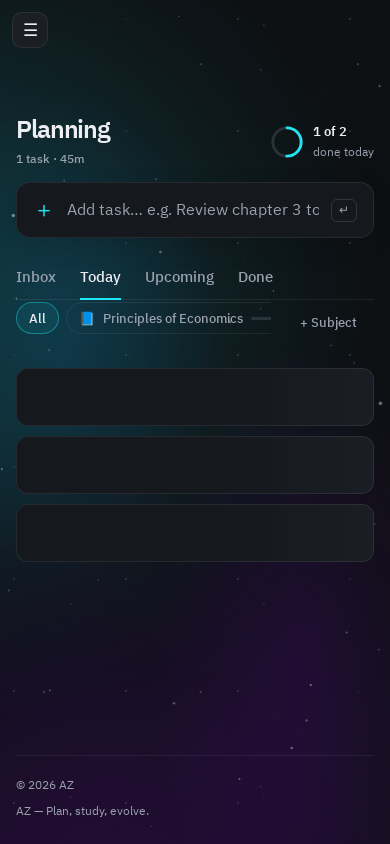 Planning
1 task · 45m
1 of 2
done today
+ Add task... e.g. Review chapter 3 to ↵
Inbox Today Upcoming Done
All 📘 Principles of Economics + Subject
© 2026 AZ
AZ — Plan, study, evolve.